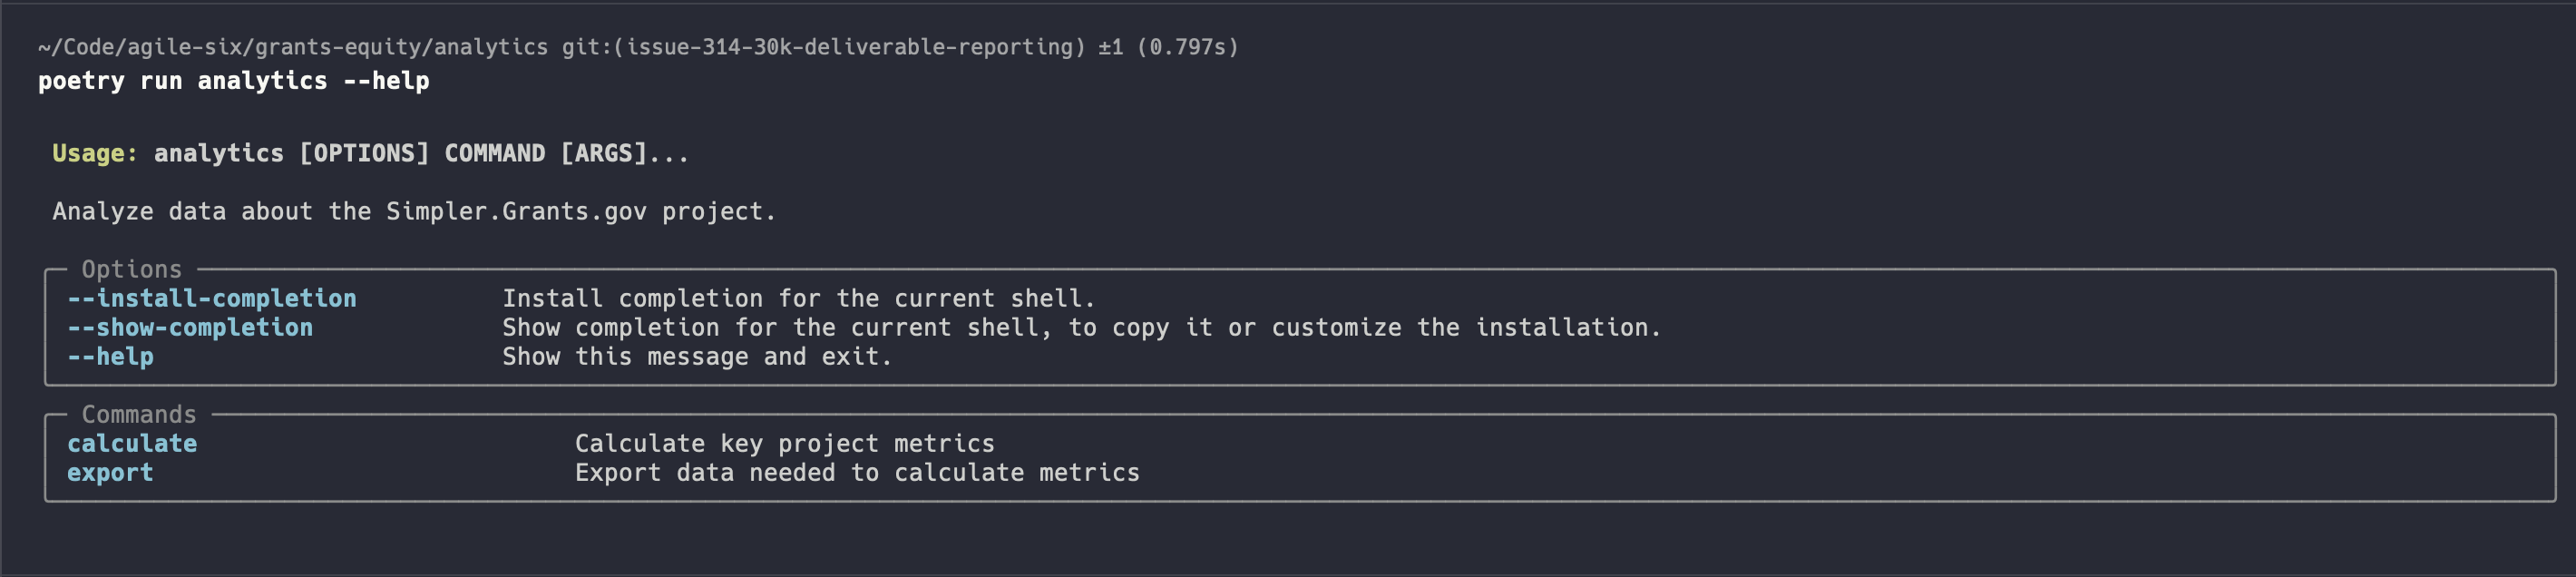 ~/Code/agile-six/grants-equity/analytics git:(issue-314-30k-deliverable-reporting) ±1 (0.797s)
poetry run analytics --help
Usage: analytics [OPTIONS] COMMAND [ARGS]...
Analyze data about the Simpler.Grants.gov project.
Options
--install-completion Install completion for the current shell.
--show-completion Show completion for the current shell, to copy it or customize the installation.
--help Show this message and exit.
Commands
calculate Calculate key project metrics
export Export data needed to calculate metrics